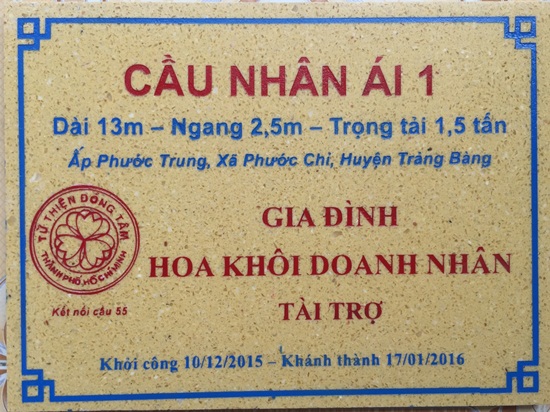 CẦU NHÂN ÁI 1
Dài 13m – Ngang 2,5m – Trọng tải 1,5 tấn
Ấp Phước Trung, Xã Phước Chỉ, Huyện Trảng Bàng
TỪ THIỆN ĐỒNG TÂM
THÀNH PHỐ HỒ CHÍ MINH
Kết nối cầu 55
GIA ĐÌNH
HOA KHÔI DOANH NHÂN
TÀI TRỢ
Khởi công 10/12/2015 – Khánh thành 17/01/2016